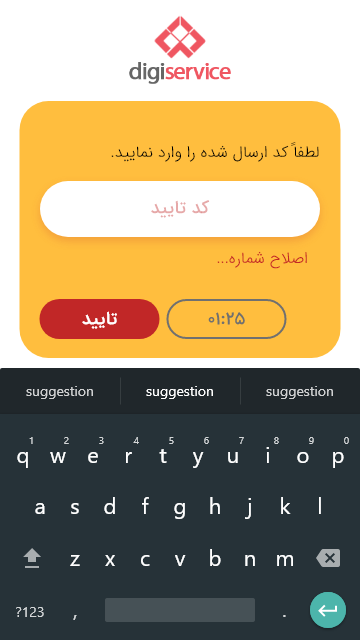 digiservice
لطفاً کد ارسال شده را وارد نمایید.
کد تایید
اصلاح شماره...
تایید
۰۱:۲۵
suggestion suggestion suggestion
1 2 3 4 5 6 7 8 9 0
q w e r t y u i o p
a s d f g h j k l
z x c v b n m
?123 , .